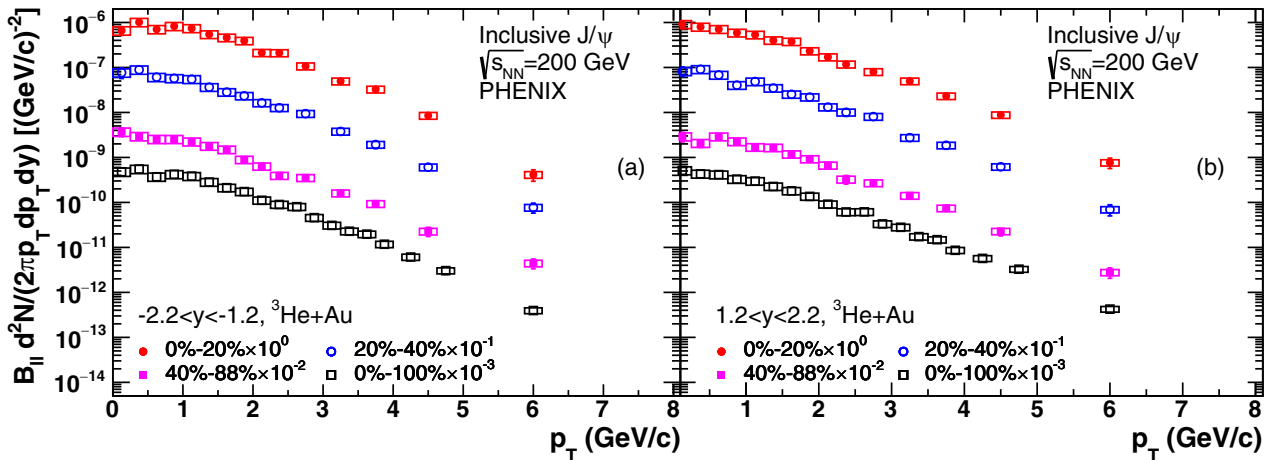 B_ll d²N/(2πp_T dp_T dy) [(GeV/c)⁻²]
10⁻⁶
10⁻⁷
10⁻⁸
10⁻⁹
10⁻¹⁰
10⁻¹¹
10⁻¹²
10⁻¹³
10⁻¹⁴
Inclusive J/ψ
√s_NN=200 GeV
PHENIX
(a)
-2.2<y<-1.2, ³He+Au
0%-20%×10⁰
20%-40%×10⁻¹
40%-88%×10⁻²
0%-100%×10⁻³
0 1 2 3 4 5 6 7 8
p_T (GeV/c)
Inclusive J/ψ
√s_NN=200 GeV
PHENIX
(b)
1.2<y<2.2, ³He+Au
0%-20%×10⁰
20%-40%×10⁻¹
40%-88%×10⁻²
0%-100%×10⁻³
1 2 3 4 5 6 7 8
p_T (GeV/c)